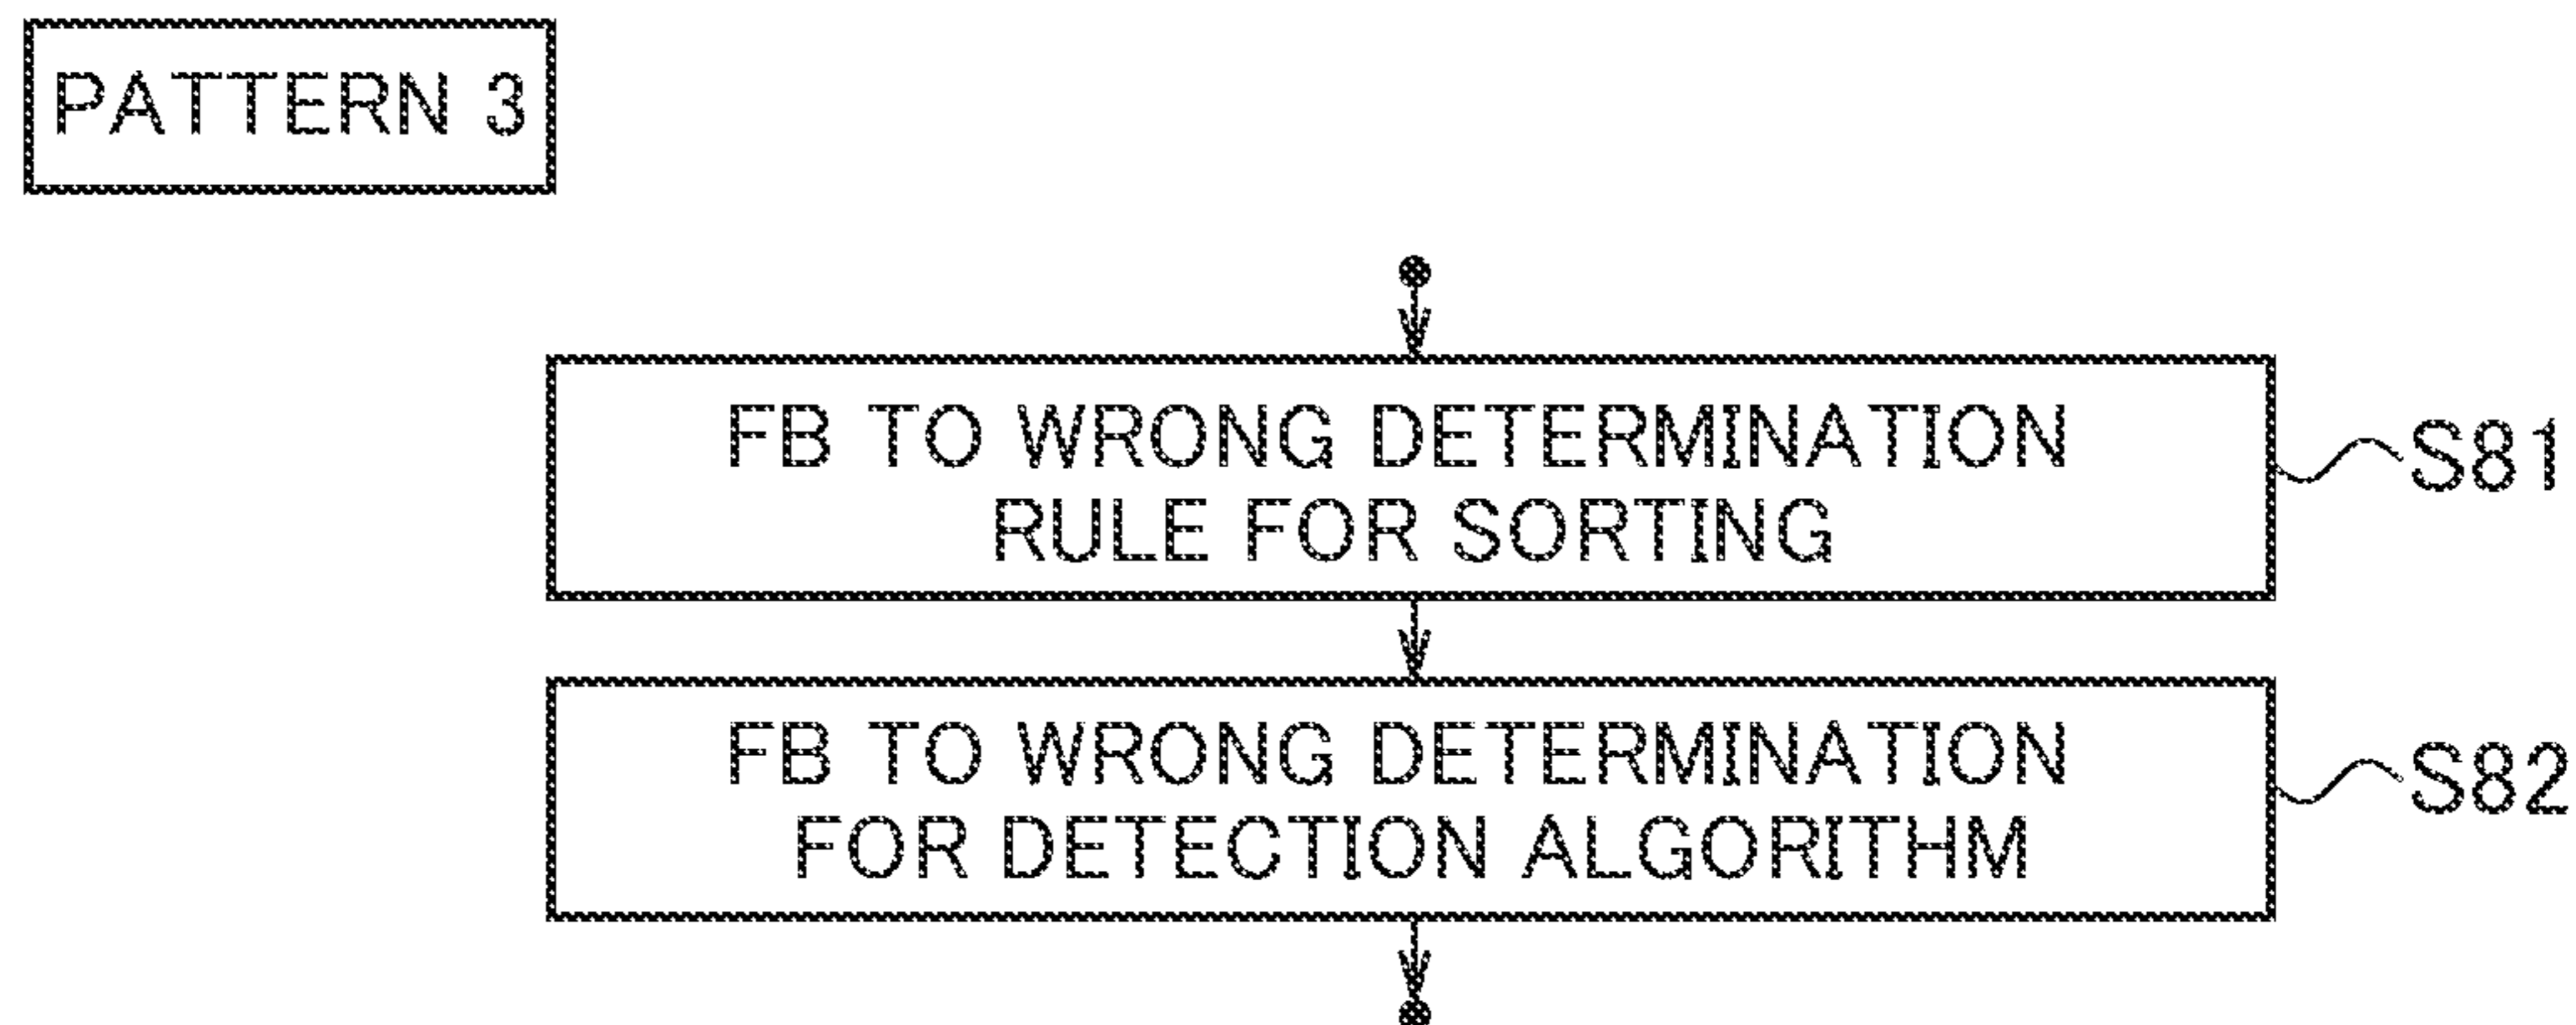 PATTERN 3
FB TO WRONG DETERMINATION
RULE FOR SORTING
S81
FB TO WRONG DETERMINATION
FOR DETECTION ALGORITHM
S82